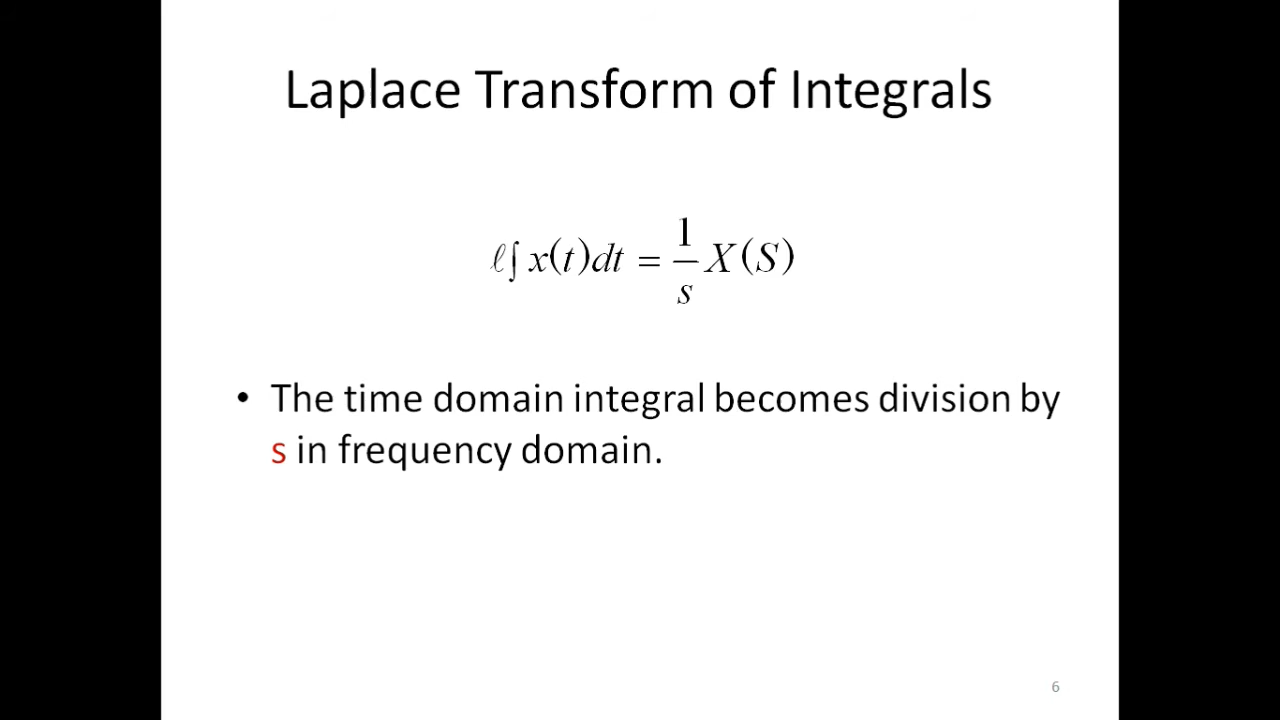 Laplace Transform of Integrals
ℓ∫ x(t)dt = 1/s X(S)
• The time domain integral becomes division by
s in frequency domain.
6